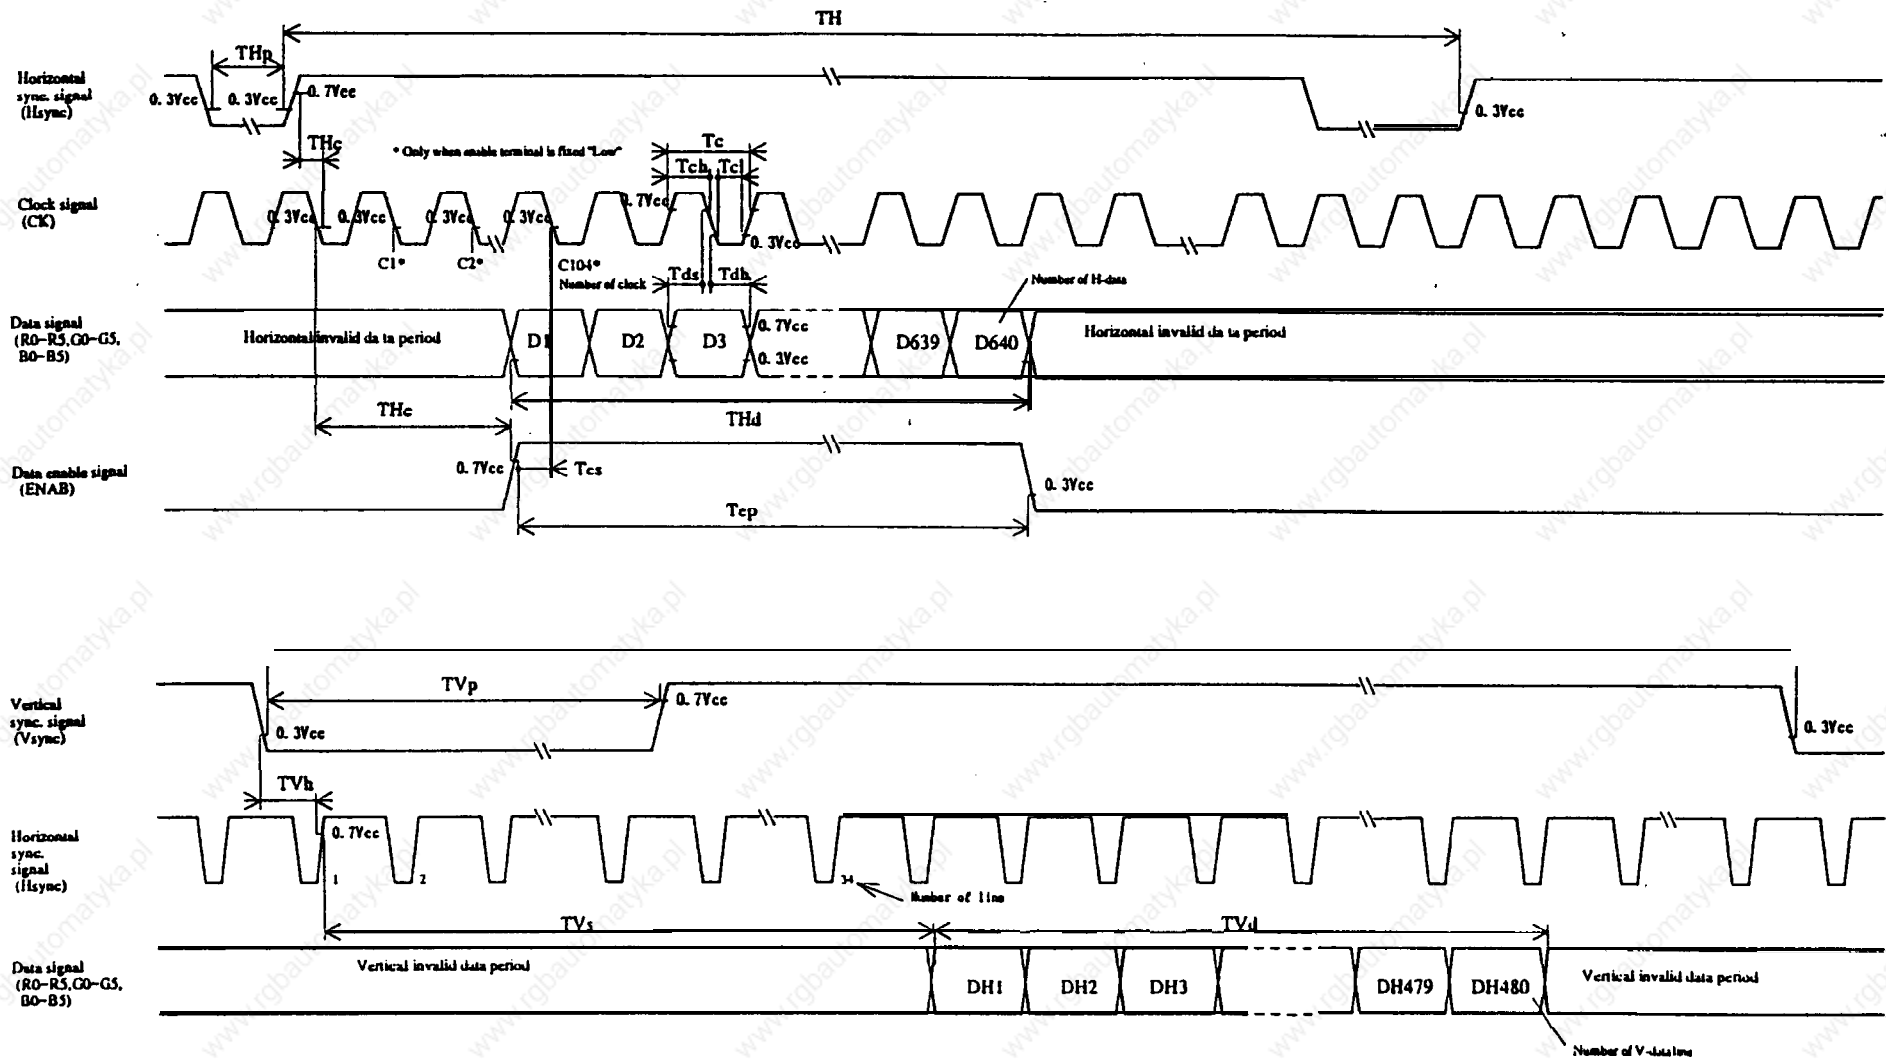 TH
THp
Horizontal
sync. signal
(Hsync)
0. 3Vcc
0. 3Vcc
0. 7Vcc
0. 3Vcc
THc
* Only when enable terminal is fixed "Low"
Tc
Tch
Tcl
Clock signal
(CK)
0. 3Vcc
0. 3Vcc
0. 3Vcc
0. 3Vcc
0. 7Vcc
0. 3Vcc
C1*
C2*
C104*
Number of clock
Tds
Tdh
Number of H-data
Data signal
(R0-R5,G0-G5,
B0-B5)
Horizontal invalid da ta period
D1
D2
D3
0. 7Vcc
0. 3Vcc
D639
D640
Horizontal invalid da ta period
THe
THd
Data enable signal
(ENAB)
0. 7Vcc
Tes
0. 3Vcc
Tep
Vertical
sync. signal
(Vsync)
TVp
0. 7Vcc
0. 3Vcc
0. 3Vcc
TVh
Horizontal
sync.
signal
(Hsync)
0. 7Vcc
1
2
34
Number of line
TVs
TVd
Data signal
(R0-R5,G0-G5,
B0-B5)
Vertical invalid data period
DH1
DH2
DH3
DH479
DH480
Vertical invalid data period
Number of V-data line
www.rgbautomatyka.pl